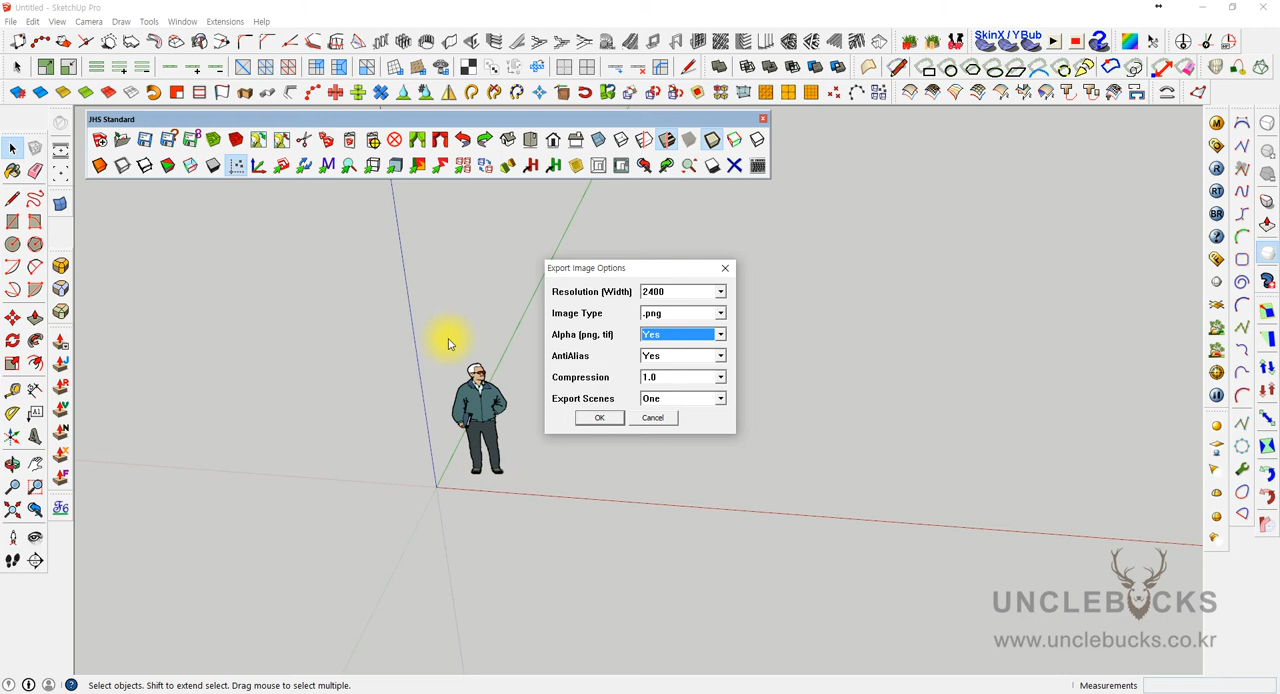 Untitled - SketchUp Pro
File Edit View Camera Draw Tools Window Extensions Help
SkinX / YBub
JHS Standard
Export Image Options
Resolution (Width) 2400
Image Type .png
Alpha (png, tif) Yes
AntiAlias Yes
Compression 1.0
Export Scenes One
OK Cancel
UNCLEBUCKS
www.unclebucks.co.kr
Select objects. Shift to extend select. Drag mouse to select multiple.
Measurements